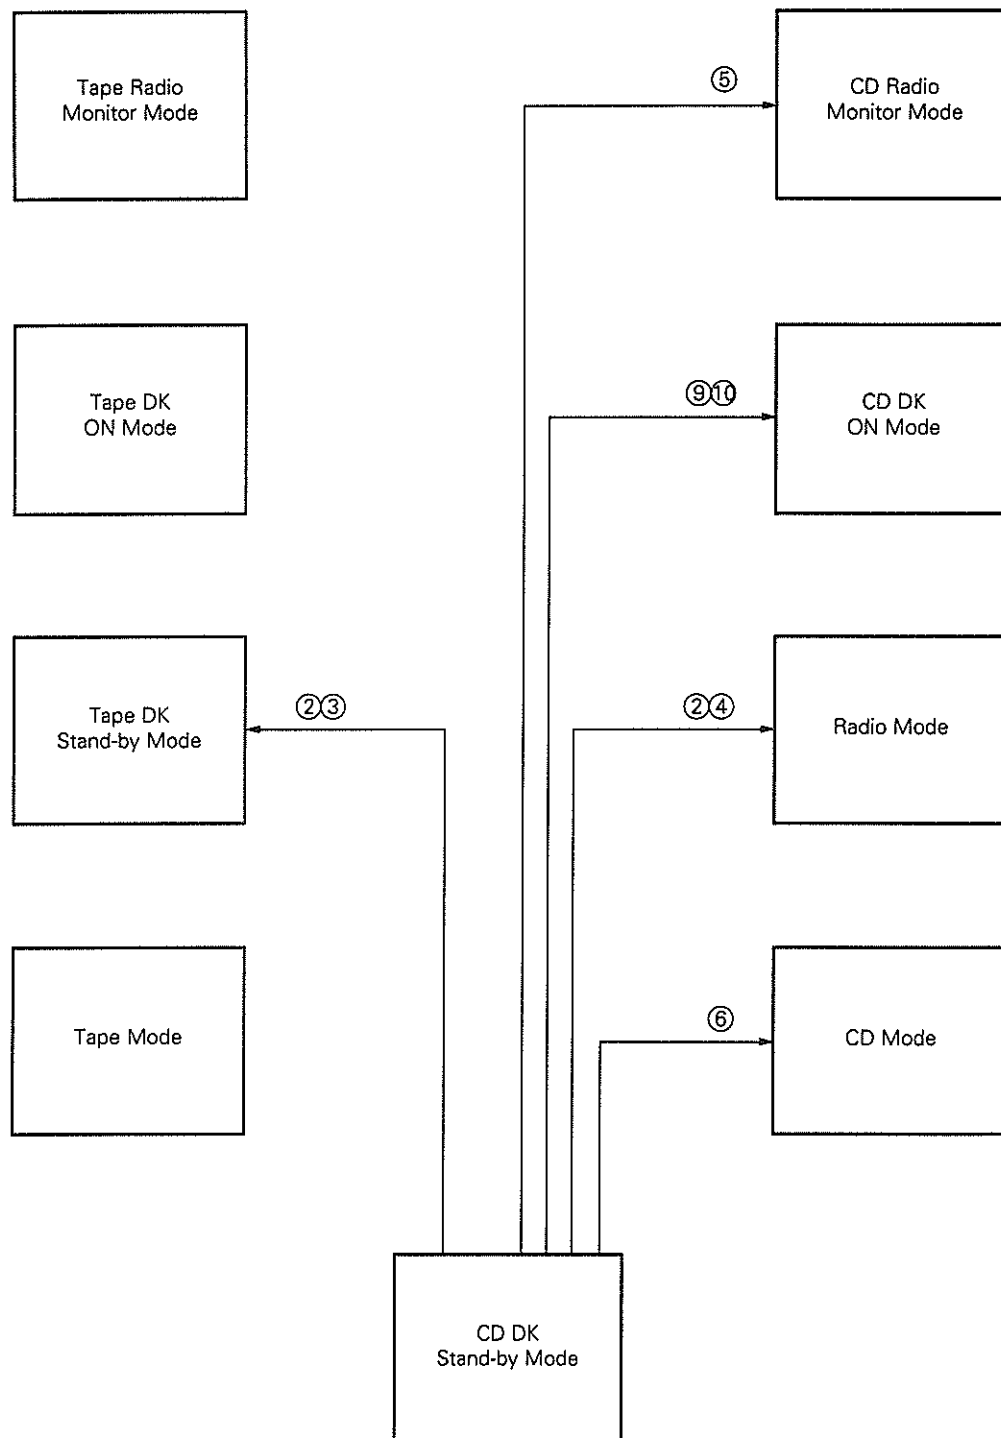 Tape Radio
Monitor Mode
⑤
CD Radio
Monitor Mode
Tape DK
ON Mode
⑨⑩
CD DK
ON Mode
Tape DK
Stand-by Mode
②③
②④
Radio Mode
Tape Mode
⑥
CD Mode
CD DK
Stand-by Mode